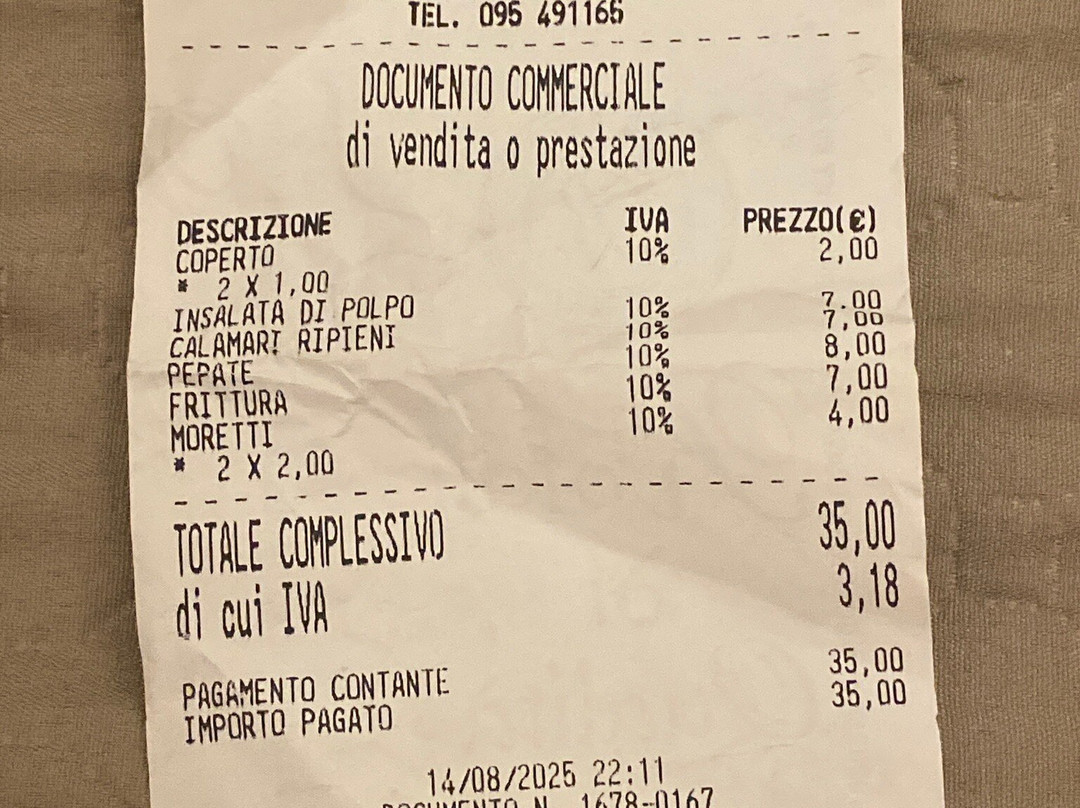 TEL. 095 491165
DOCUMENTO COMMERCIALE
di vendita o prestazione
DESCRIZIONE IVA PREZZO(€)
COPERTO 10% 2,00
* 2 X 1,00
INSALATA DI POLPO 10% 7,00
CALAMARI RIPIENI 10% 7,00
PEPATE 10% 8,00
FRITTURA 10% 7,00
MORETTI 10% 4,00
* 2 X 2,00
TOTALE COMPLESSIVO 35,00
di cui IVA 3,18
PAGAMENTO CONTANTE 35,00
IMPORTO PAGATO 35,00
14/08/2025 22:11
DOCUMENTO N. 1678-0167